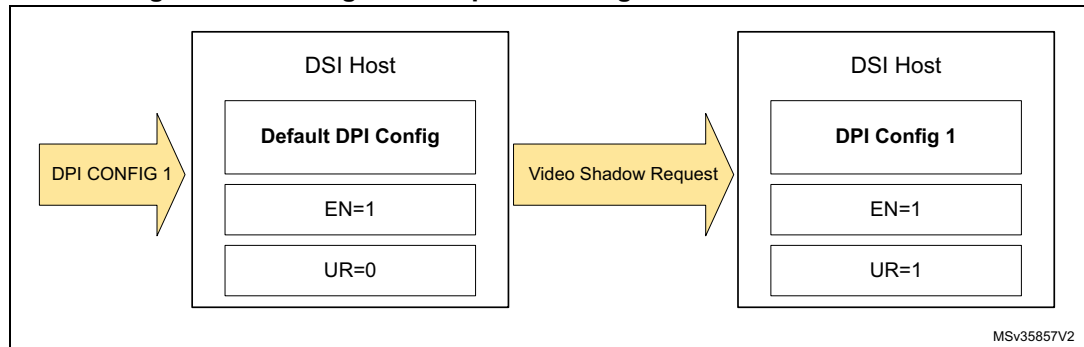 DSI Host
DSI Host
Default DPI Config
DPI Config 1
DPI CONFIG 1
Video Shadow Request
EN=1
EN=1
UR=0
UR=1
MSv35857V2